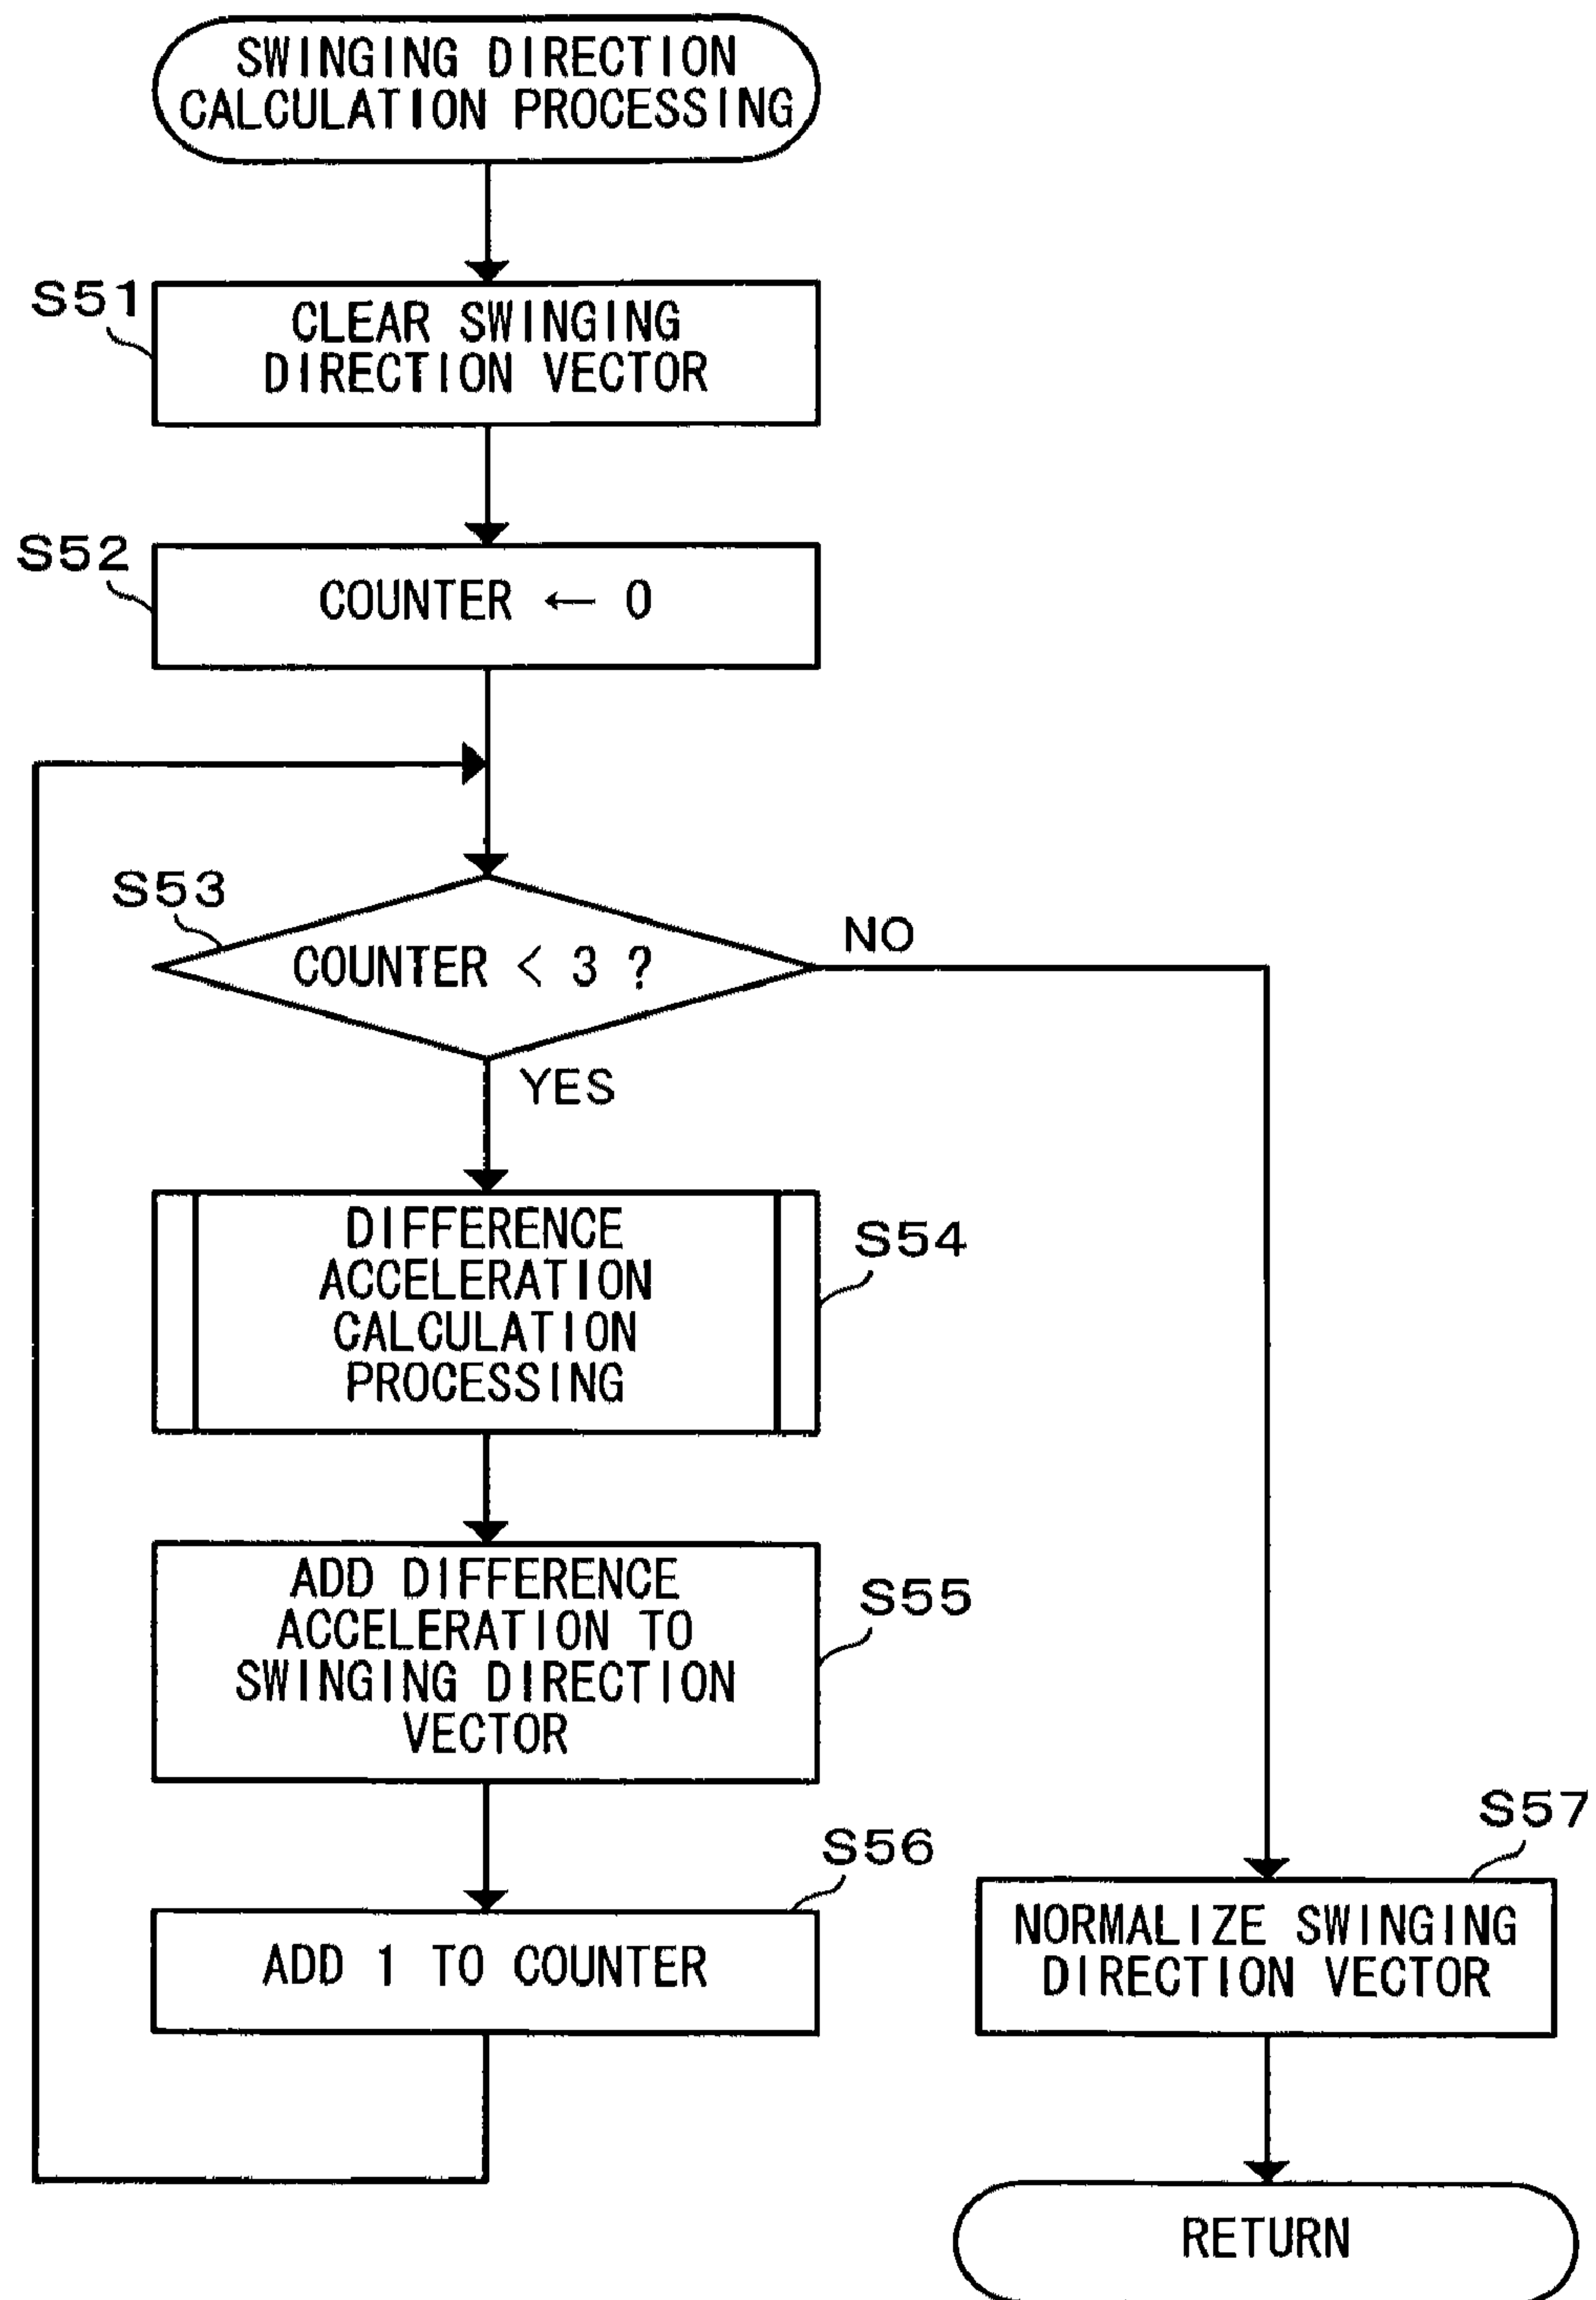 SWINGING DIRECTION
CALCULATION PROCESSING
S51
CLEAR SWINGING
DIRECTION VECTOR
S52
COUNTER ← 0
S53
COUNTER < 3 ?
NO
YES
DIFFERENCE
ACCELERATION
CALCULATION
PROCESSING
S54
ADD DIFFERENCE
ACCELERATION TO
SWINGING DIRECTION
VECTOR
S55
S56
ADD 1 TO COUNTER
S57
NORMALIZE SWINGING
DIRECTION VECTOR
RETURN